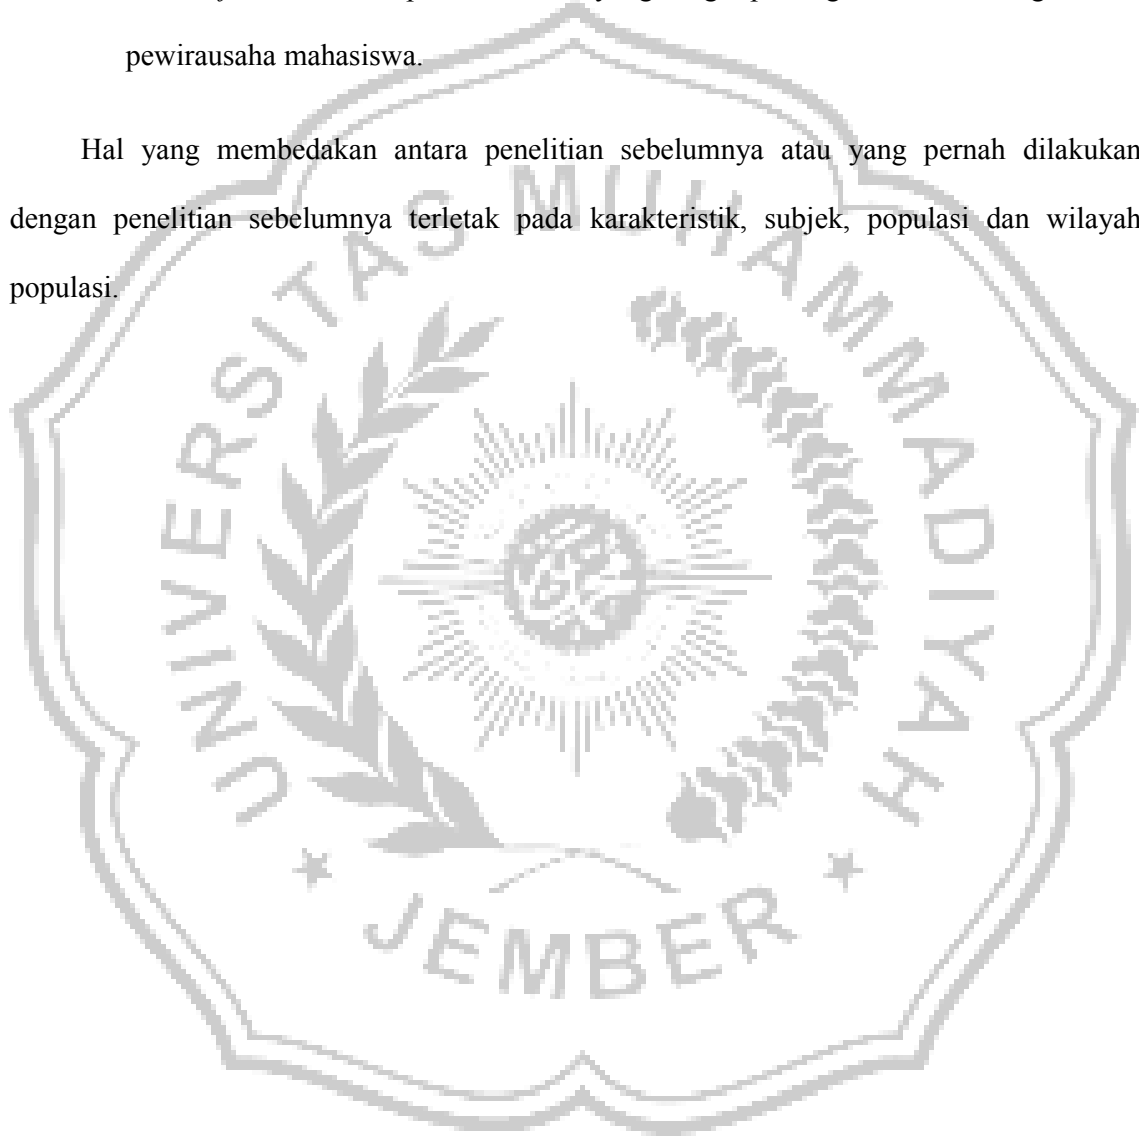 pewirausaha mahasiswa.
Hal yang membedakan antara penelitian sebelumnya atau yang pernah dilakukan
dengan penelitian sebelumnya terletak pada karakteristik, subjek, populasi dan wilayah
populasi.
UNIVERSITAS MUHAMMADIYAH
JEMBER